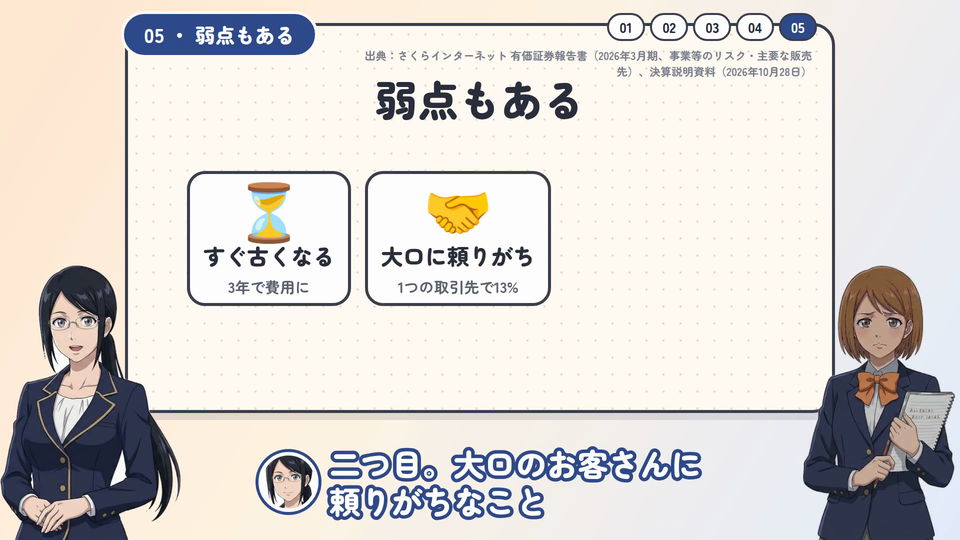 05 ・ 弱点もある
01 02 03 04 05
出典：さくらインターネット 有価証券報告書（2026年3月期、事業等のリスク・主要な販売
先）、決算説明資料（2026年10月28日）
弱点もある
すぐ古くなる
3年で費用に
大口に頼りがち
1つの取引先で13%
二つ目。大口のお客さんに
頼りがちなこと